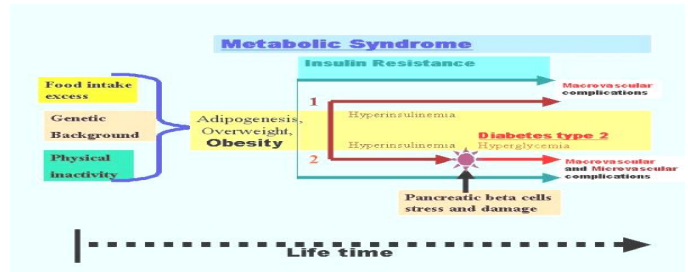 Metabolic Syndrome
Insulin Resistance
Food intake
excess
Genetic
Background
Physical
inactivity
Adipogenesis,
Overweight,
Obesity
1
Hyperinsulinemia
Macrovascular
complications
2
Hyperinsulinemia
Diabetes type 2
Hyperglycemia
Macrovascular
and Microvascular
complications
Pancreatic beta cells
stress and damage
Life time